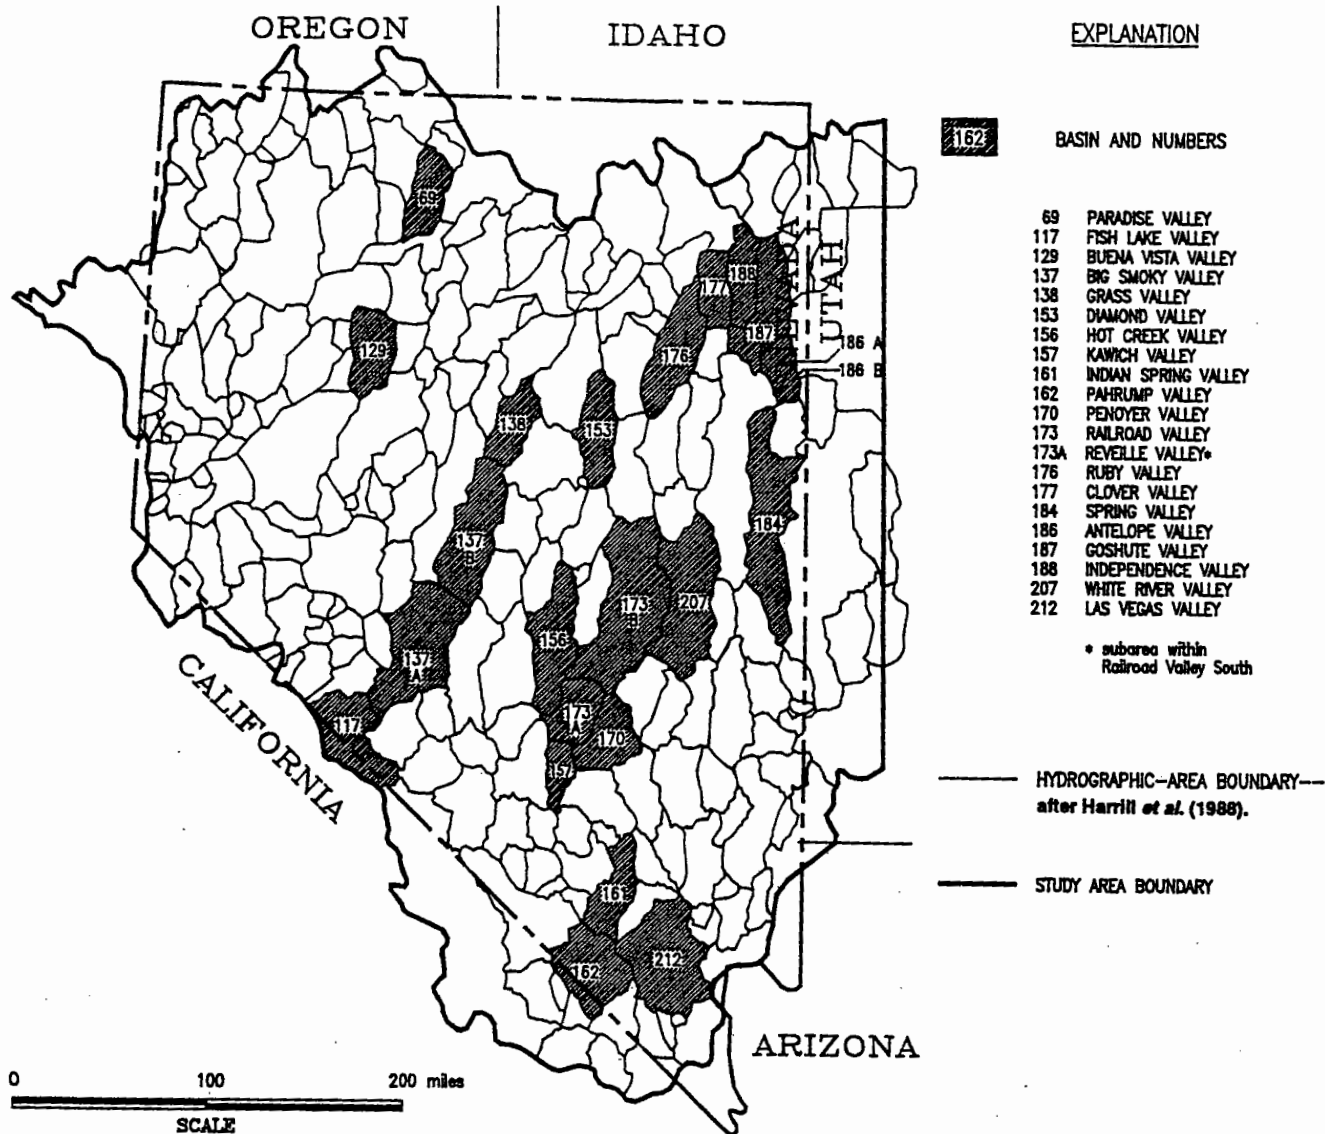 OREGON
IDAHO
EXPLANATION
162 BASIN AND NUMBERS
69 PARADISE VALLEY
117 FISH LAKE VALLEY
129 BUENA VISTA VALLEY
137 BIG SMOKY VALLEY
138 GRASS VALLEY
153 DIAMOND VALLEY
156 HOT CREEK VALLEY
157 KAWICH VALLEY
161 INDIAN SPRING VALLEY
162 PAHRUMP VALLEY
170 PENOYER VALLEY
173 RAILROAD VALLEY
173A REVEILLE VALLEY*
176 RUBY VALLEY
177 CLOVER VALLEY
184 SPRING VALLEY
186 ANTELOPE VALLEY
187 GOSHUTE VALLEY
188 INDEPENDENCE VALLEY
207 WHITE RIVER VALLEY
212 LAS VEGAS VALLEY
* subarea within
Railroad Valley South
HYDROGRAPHIC-AREA BOUNDARY--
after Harrill et al. (1988).
STUDY AREA BOUNDARY
69
188
177
187
UTAH
186 A
186 B
129
176
138
153
184
137
B
173
B
207
156
137
A
117
173
A
170
157
161
162
212
CALIFORNIA
ARIZONA
0 100 200 miles
SCALE